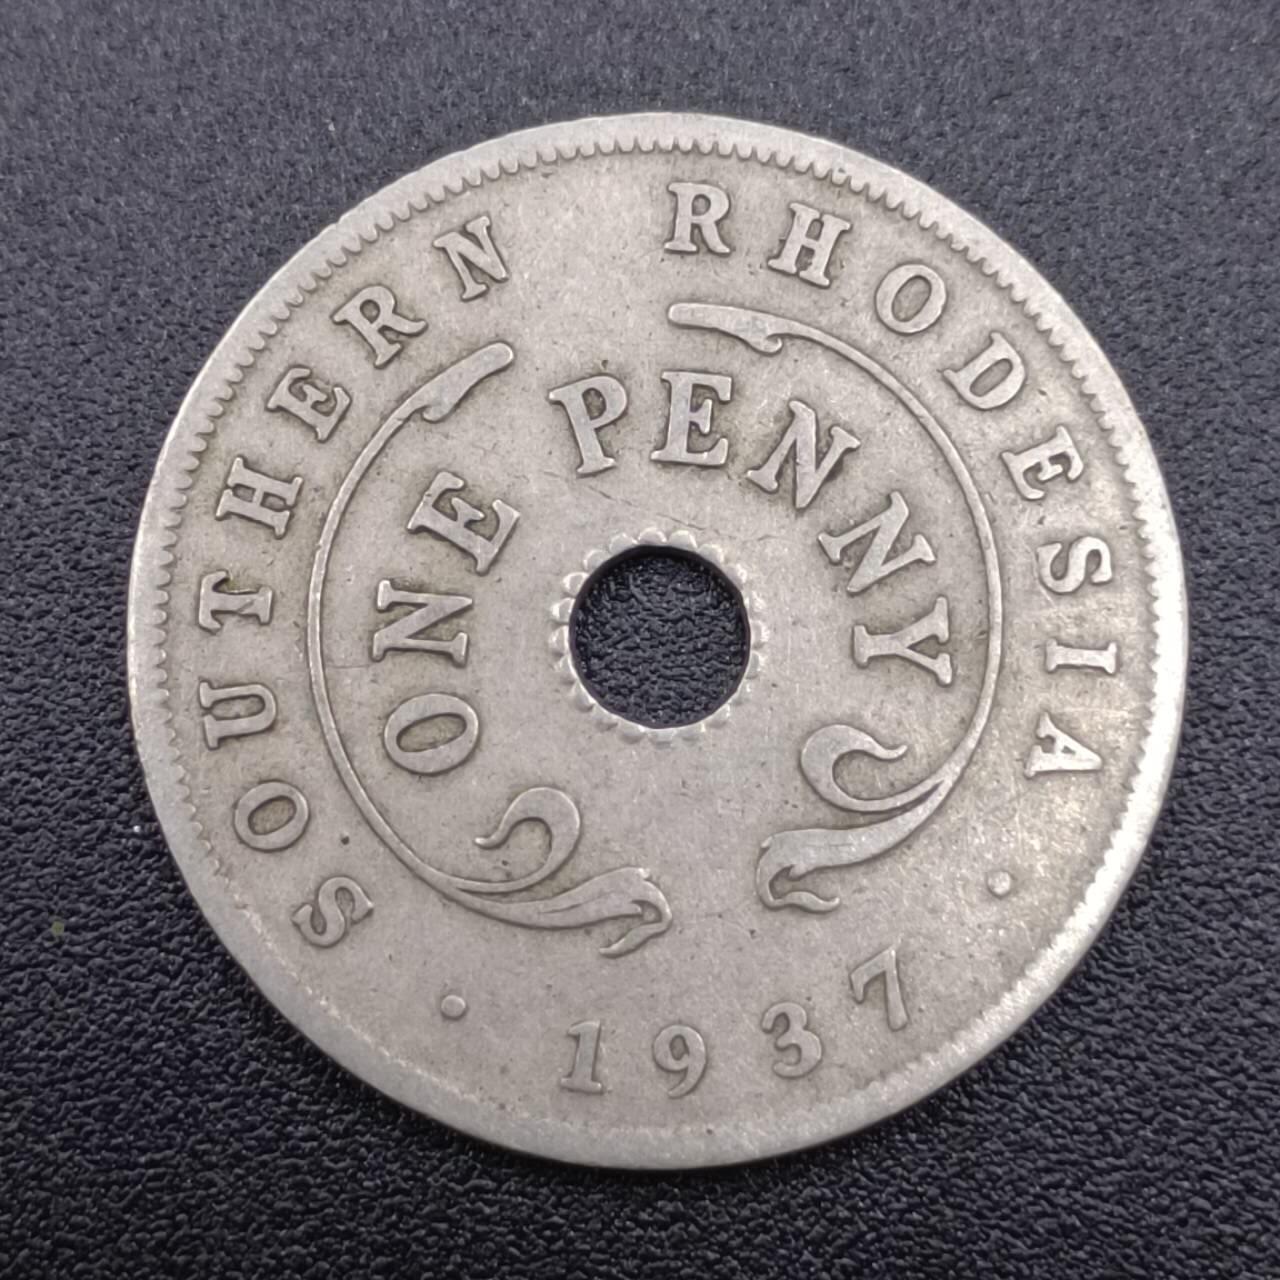 SOUTHERN RHODESIA
ONE PENNY
· 1937 ·